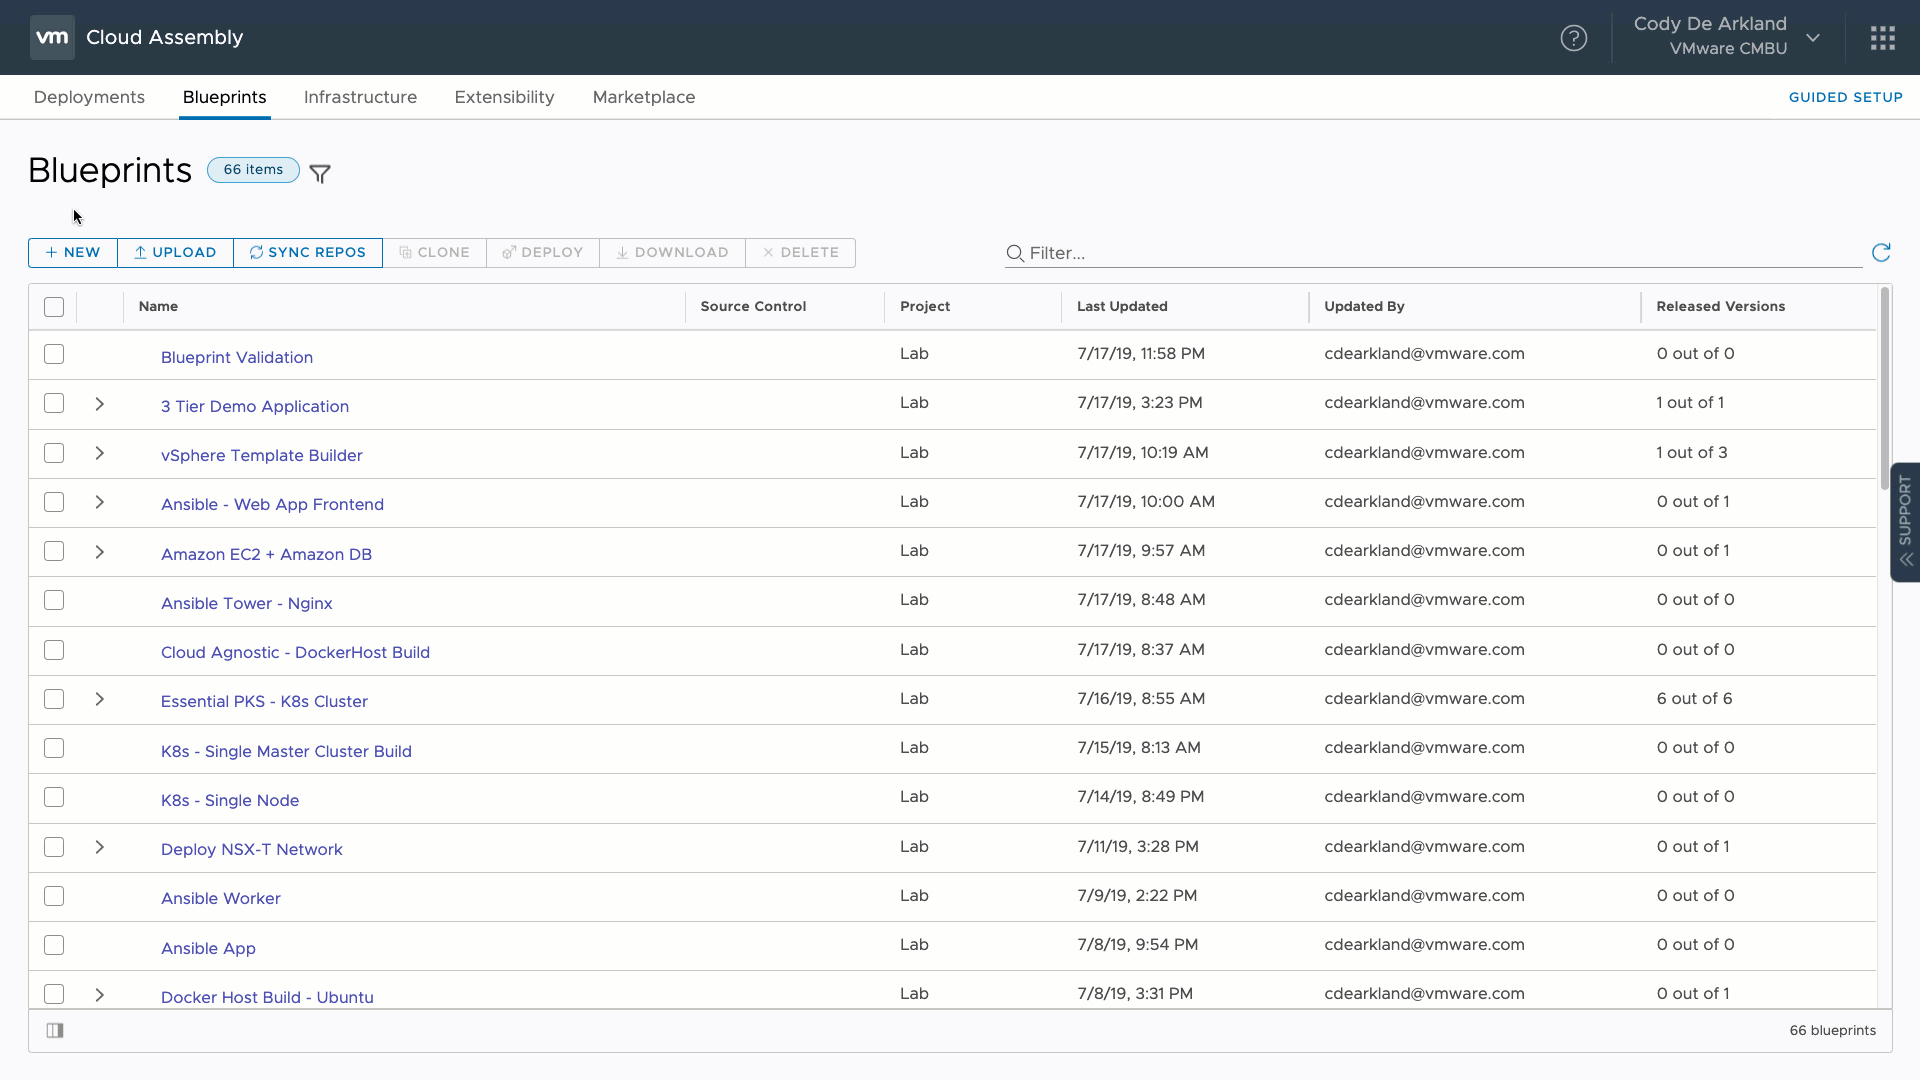 vm Cloud Assembly
Cody De Arkland
VMware CMBU
Deployments Blueprints Infrastructure Extensibility Marketplace GUIDED SETUP
Blueprints 66 items
+ NEW UPLOAD SYNC REPOS CLONE DEPLOY DOWNLOAD × DELETE Filter...
Name Source Control Project Last Updated Updated By Released Versions
Blueprint Validation Lab 7/17/19, 11:58 PM cdearkland@vmware.com 0 out of 0
3 Tier Demo Application Lab 7/17/19, 3:23 PM cdearkland@vmware.com 1 out of 1
vSphere Template Builder Lab 7/17/19, 10:19 AM cdearkland@vmware.com 1 out of 3
Ansible - Web App Frontend Lab 7/17/19, 10:00 AM cdearkland@vmware.com 0 out of 1
Amazon EC2 + Amazon DB Lab 7/17/19, 9:57 AM cdearkland@vmware.com 0 out of 1
Ansible Tower - Nginx Lab 7/17/19, 8:48 AM cdearkland@vmware.com 0 out of 0
Cloud Agnostic - DockerHost Build Lab 7/17/19, 8:37 AM cdearkland@vmware.com 0 out of 0
Essential PKS - K8s Cluster Lab 7/16/19, 8:55 AM cdearkland@vmware.com 6 out of 6
K8s - Single Master Cluster Build Lab 7/15/19, 8:13 AM cdearkland@vmware.com 0 out of 0
K8s - Single Node Lab 7/14/19, 8:49 PM cdearkland@vmware.com 0 out of 0
Deploy NSX-T Network Lab 7/11/19, 3:28 PM cdearkland@vmware.com 0 out of 1
Ansible Worker Lab 7/9/19, 2:22 PM cdearkland@vmware.com 0 out of 0
Ansible App Lab 7/8/19, 9:54 PM cdearkland@vmware.com 0 out of 0
Docker Host Build - Ubuntu Lab 7/8/19, 3:31 PM cdearkland@vmware.com 0 out of 1
SUPPORT
66 blueprints